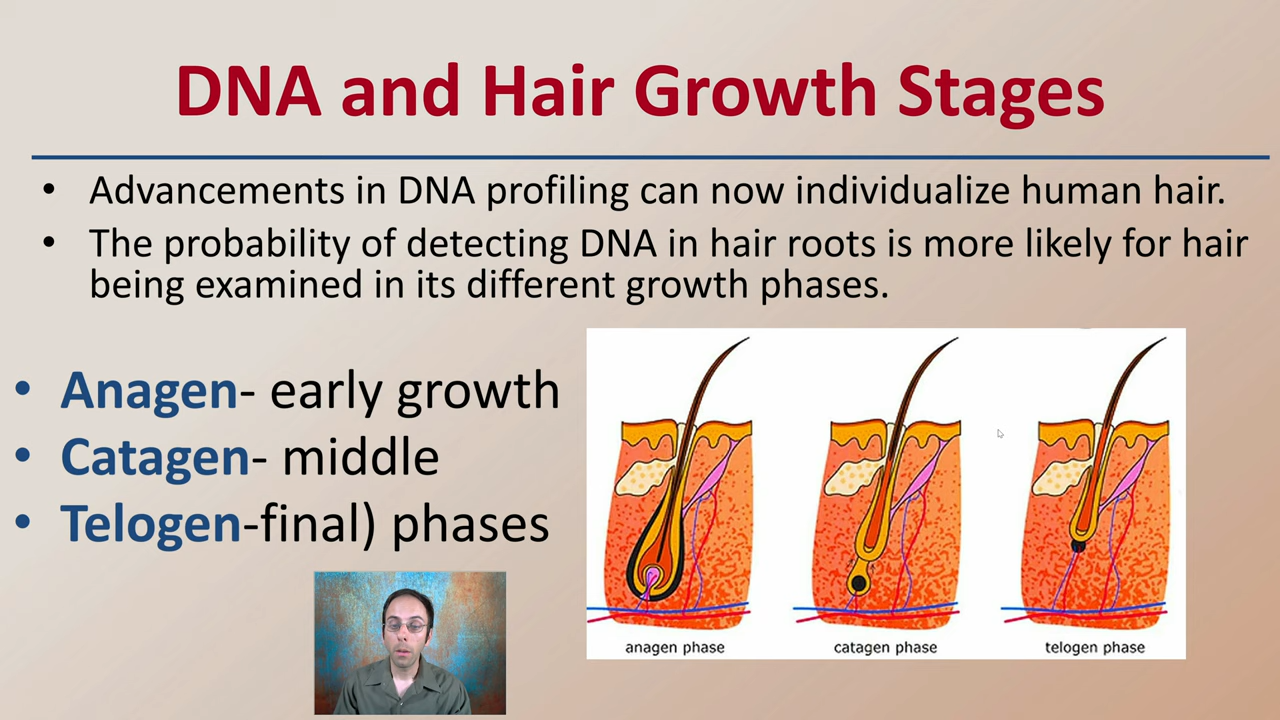 DNA and Hair Growth Stages
• Advancements in DNA profiling can now individualize human hair.
• The probability of detecting DNA in hair roots is more likely for hair
being examined in its different growth phases.
• Anagen- early growth
• Catagen- middle
• Telogen-final) phases
anagen phase
catagen phase
telogen phase